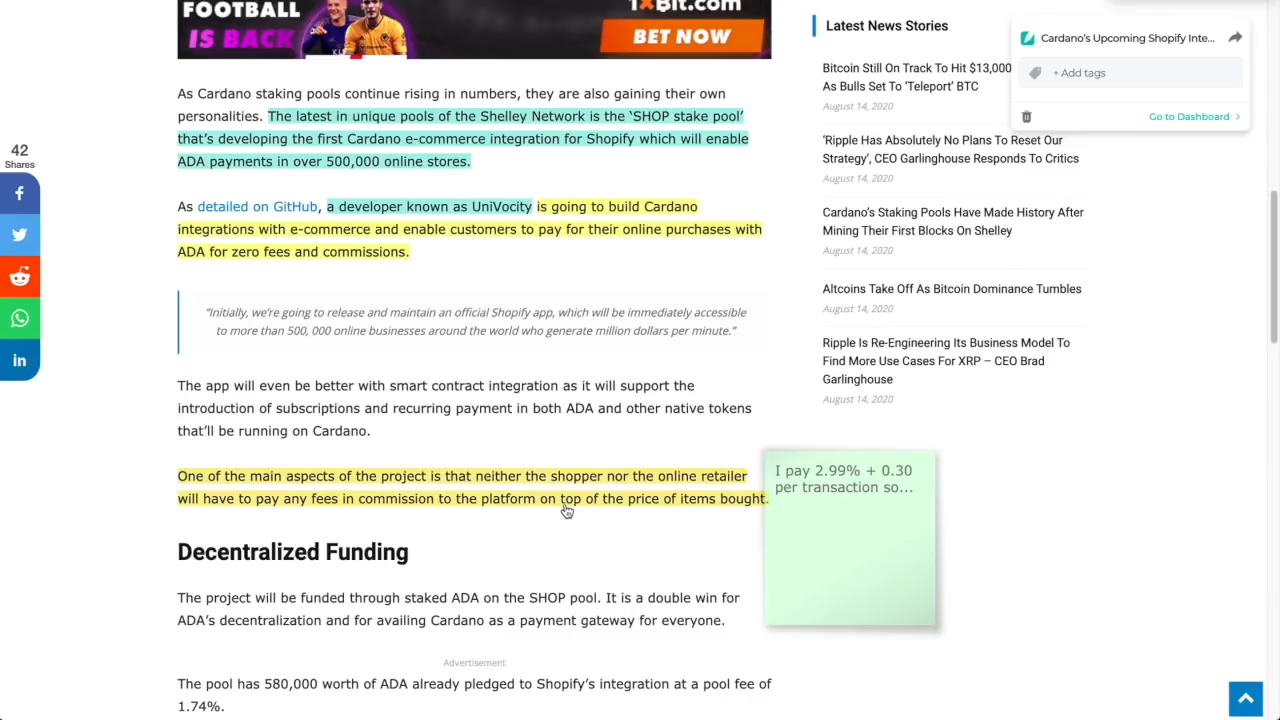 FOOTBALL
IS BACK
1XBIT.com
BET NOW
As Cardano staking pools continue rising in numbers, they are also gaining their own
personalities. The latest in unique pools of the Shelley Network is the ‘SHOP stake pool’
that’s developing the first Cardano e-commerce integration for Shopify which will enable
ADA payments in over 500,000 online stores.
42
Shares
As detailed on GitHub, a developer known as UniVocity is going to build Cardano
integrations with e-commerce and enable customers to pay for their online purchases with
ADA for zero fees and commissions.
“Initially, we’re going to release and maintain an official Shopify app, which will be immediately accessible
to more than 500, 000 online businesses around the world who generate million dollars per minute.”
The app will even be better with smart contract integration as it will support the
introduction of subscriptions and recurring payment in both ADA and other native tokens
that’ll be running on Cardano.
One of the main aspects of the project is that neither the shopper nor the online retailer
will have to pay any fees in commission to the platform on top of the price of items bought.
I pay 2.99% + 0.30
per transaction so...
Decentralized Funding
The project will be funded through staked ADA on the SHOP pool. It is a double win for
ADA’s decentralization and for availing Cardano as a payment gateway for everyone.
Advertisement
The pool has 580,000 worth of ADA already pledged to Shopify’s integration at a pool fee of
1.74%.
Latest News Stories
Bitcoin Still On Track To Hit $13,000
As Bulls Set To ‘Teleport’ BTC
August 14, 2020
‘Ripple Has Absolutely No Plans To Reset Our
Strategy’, CEO Garlinghouse Responds To Critics
August 14, 2020
Cardano’s Staking Pools Have Made History After
Mining Their First Blocks On Shelley
August 14, 2020
Altcoins Take Off As Bitcoin Dominance Tumbles
August 14, 2020
Ripple Is Re-Engineering Its Business Model To
Find More Use Cases For XRP – CEO Brad
Garlinghouse
August 14, 2020
Cardano’s Upcoming Shopify Inte...
+ Add tags
Go to Dashboard